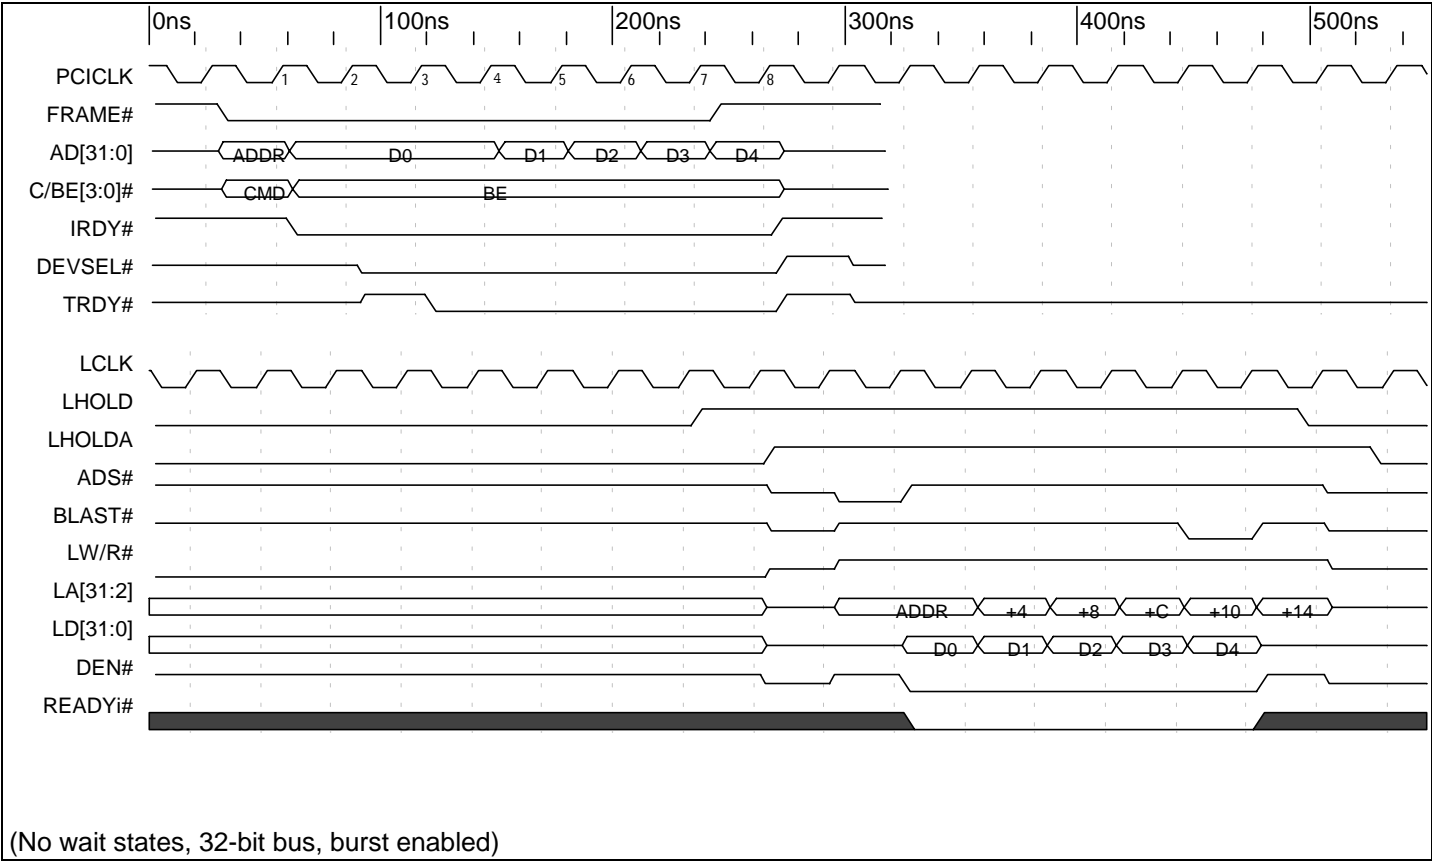 0ns 100ns 200ns 300ns 400ns 500ns
PCICLK 1 2 3 4 5 6 7 8
FRAME#
AD[31:0] ADDR D0 D1 D2 D3 D4
C/BE[3:0]# CMD BE
IRDY#
DEVSEL#
TRDY#
LCLK
LHOLD
LHOLDA
ADS#
BLAST#
LW/R#
LA[31:2] ADDR +4 +8 +C +10 +14
LD[31:0] D0 D1 D2 D3 D4
DEN#
READYi#
(No wait states, 32-bit bus, burst enabled)